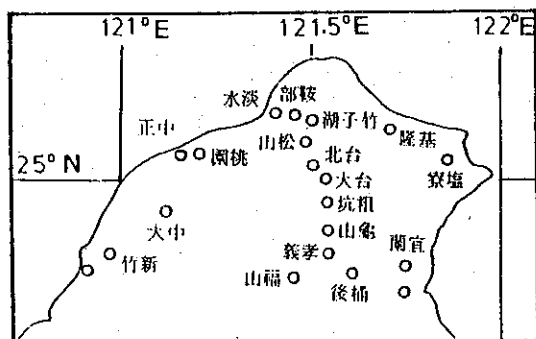 121°E
121.5°E
122°E
淡水
鞍部
竹子湖
基隆
中正
桃園
松山
台北
塩寮
25°N
台大
粗坑
中大
龜山
新竹
孝義
宜蘭
福山
桶後